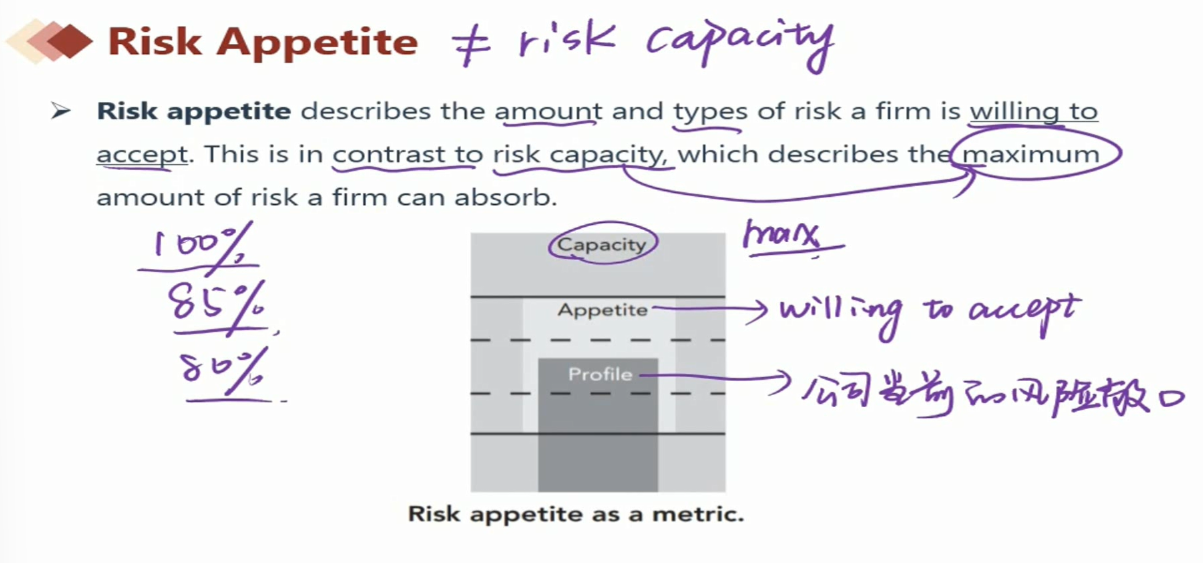 Risk Appetite ≠ risk capacity
➢ Risk appetite describes the amount and types of risk a firm is willing to
accept. This is in contrast to risk capacity, which describes the maximum
amount of risk a firm can absorb.
100%
85%
80%
Capacity
max
Appetite
willing to accept
Profile
公司当前的风险敞口
Risk appetite as a metric.